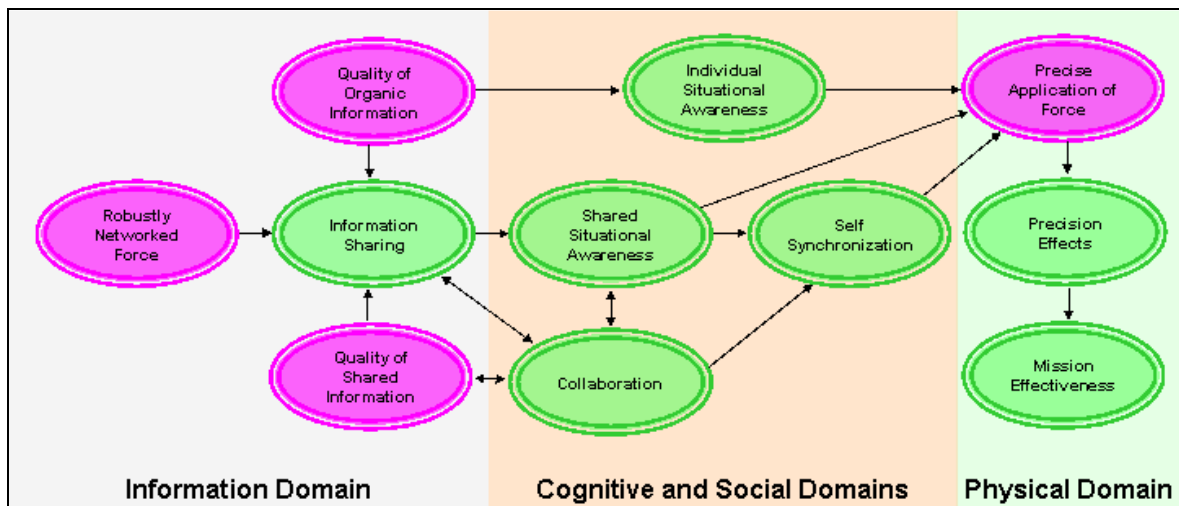 Quality of
Organic
Information
Individual
Situational
Awareness
Precise
Application of
Force
Robustly
Networked
Force
Information
Sharing
Shared
Situational
Awareness
Self
Synchronization
Precision
Effects
Quality of
Shared
Information
Collaboration
Mission
Effectiveness
Information Domain
Cognitive and Social Domains
Physical Domain